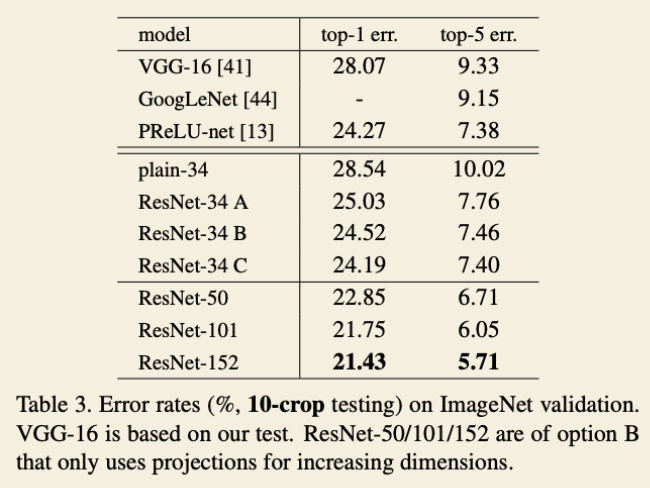 model top-1 err. top-5 err.
VGG-16 [41] 28.07 9.33
GoogLeNet [44] - 9.15
PReLU-net [13] 24.27 7.38
plain-34 28.54 10.02
ResNet-34 A 25.03 7.76
ResNet-34 B 24.52 7.46
ResNet-34 C 24.19 7.40
ResNet-50 22.85 6.71
ResNet-101 21.75 6.05
ResNet-152 21.43 5.71
Table 3. Error rates (%, 10-crop testing) on ImageNet validation.
VGG-16 is based on our test. ResNet-50/101/152 are of option B
that only uses projections for increasing dimensions.